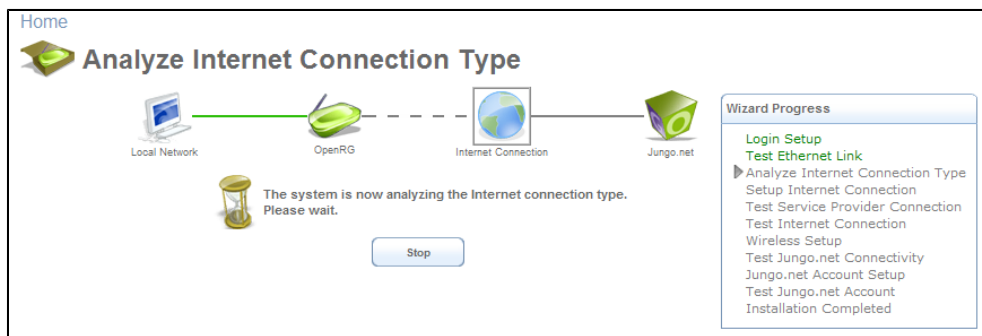 Home
Analyze Internet Connection Type
Local Network
OpenRG
Internet Connection
Jungo.net
The system is now analyzing the Internet connection type.
Please wait.
Stop
Wizard Progress
Login Setup
Test Ethernet Link
Analyze Internet Connection Type
Setup Internet Connection
Test Service Provider Connection
Test Internet Connection
Wireless Setup
Test Jungo.net Connectivity
Jungo.net Account Setup
Test Jungo.net Account
Installation Completed